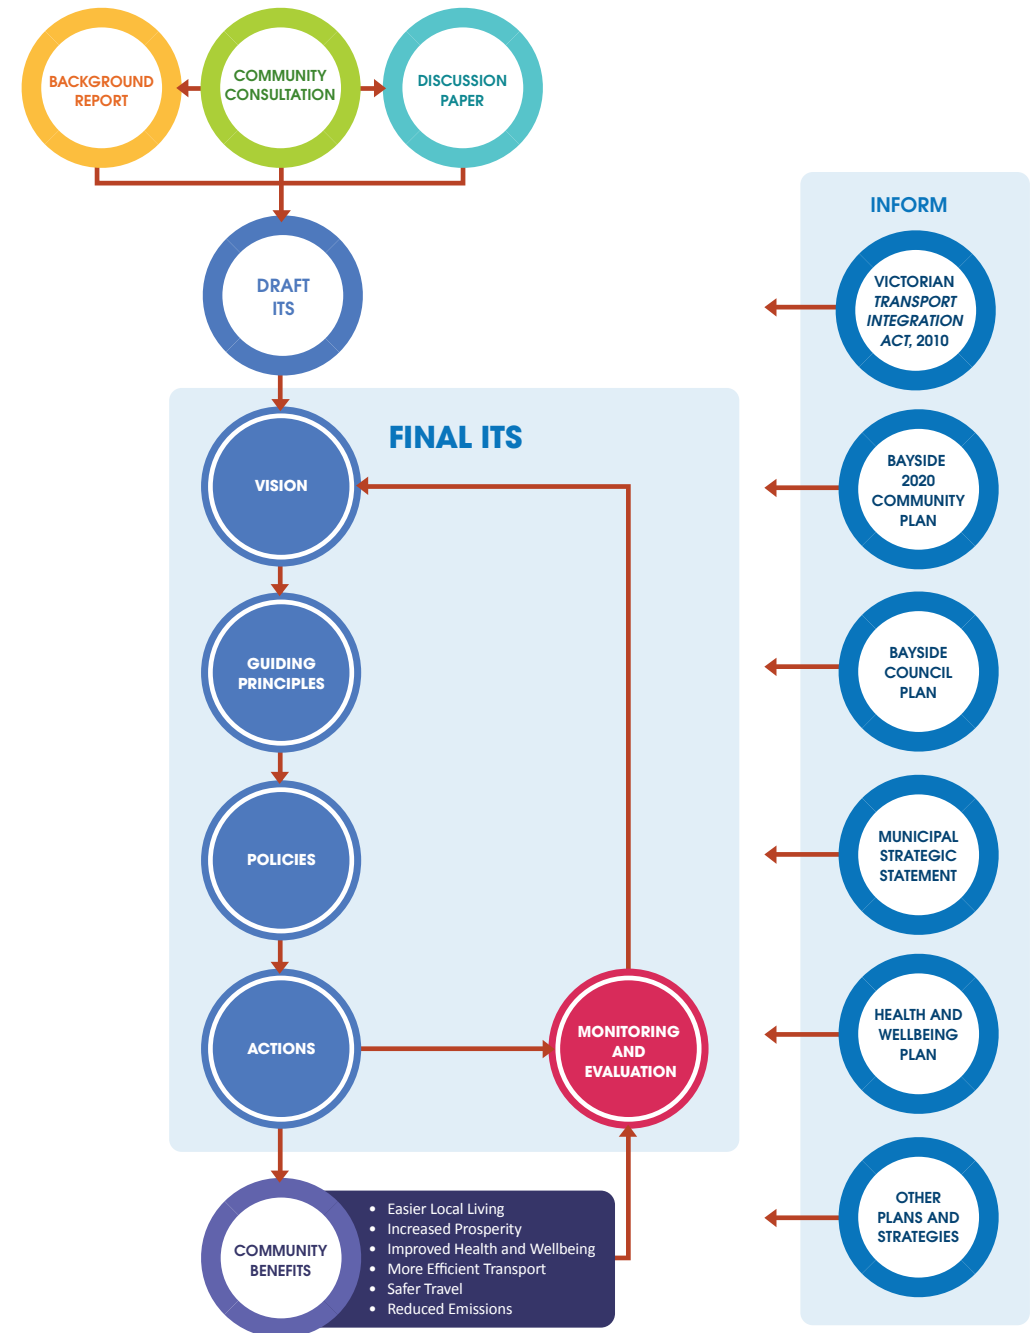 BACKGROUND
REPORT
COMMUNITY
CONSULTATION
DISCUSSION
PAPER
DRAFT
ITS
FINAL ITS
VISION
GUIDING
PRINCIPLES
POLICIES
ACTIONS
MONITORING
AND
EVALUATION
COMMUNITY
BENEFITS
• Easier Local Living
• Increased Prosperity
• Improved Health and Wellbeing
• More Efficient Transport
• Safer Travel
• Reduced Emissions
INFORM
VICTORIAN
TRANSPORT
INTEGRATION
ACT, 2010
BAYSIDE
2020
COMMUNITY
PLAN
BAYSIDE
COUNCIL
PLAN
MUNICIPAL
STRATEGIC
STATEMENT
HEALTH AND
WELLBEING
PLAN
OTHER
PLANS AND
STRATEGIES